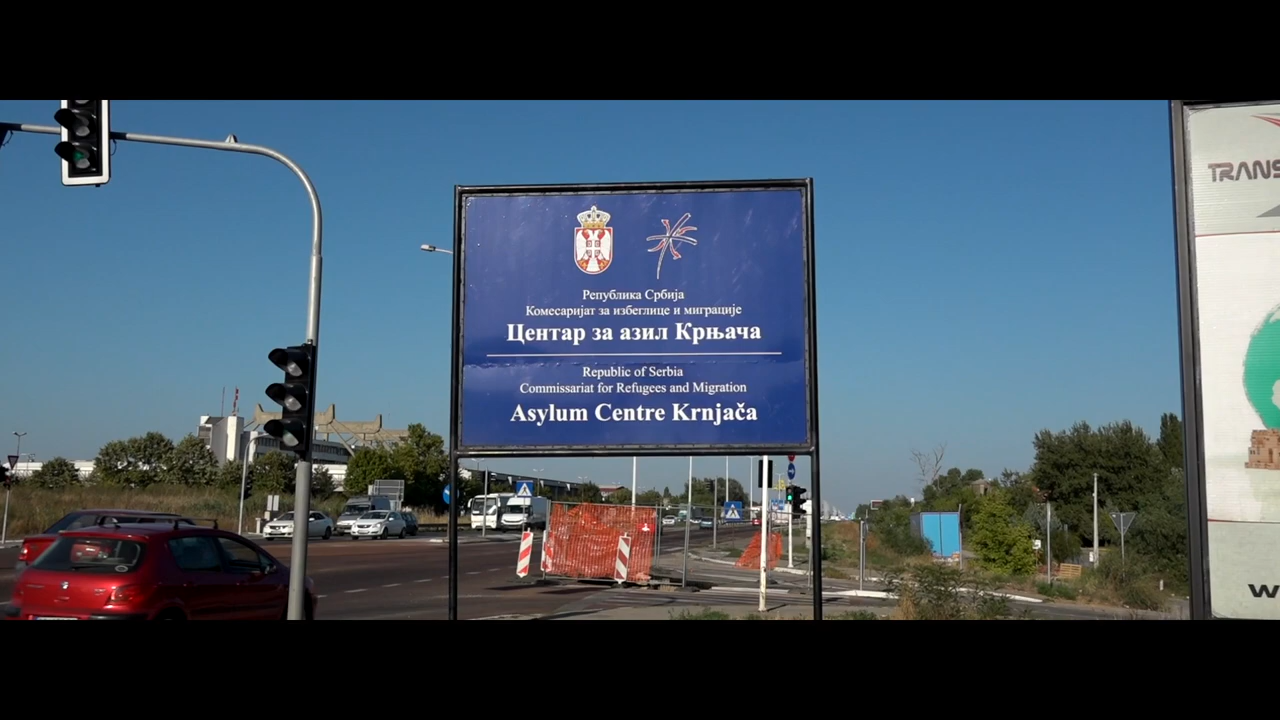 Република Србија
Комесаријат за избеглице и миграције
Центар за азил Крњача
Republic of Serbia
Commissariat for Refugees and Migration
Asylum Centre Krnjača
TRANS
W